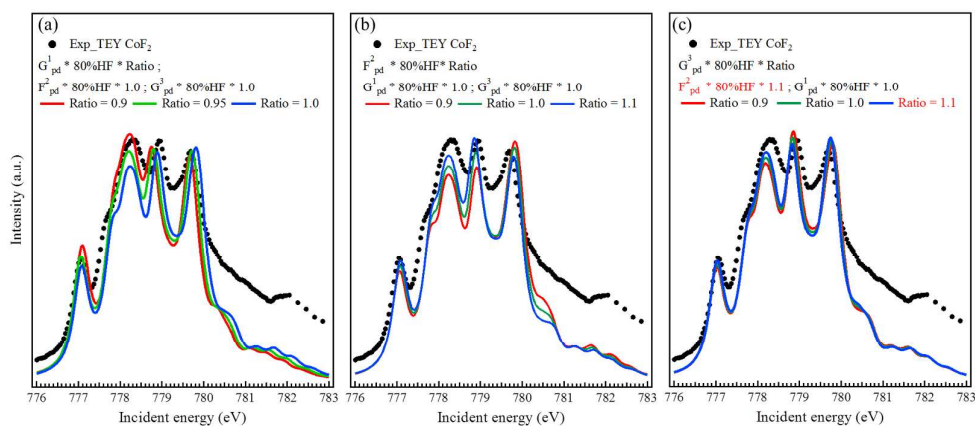 (a)
● Exp_TEY CoF₂
G¹pd * 80%HF * Ratio ;
F²pd * 80%HF * 1.0 ; G³pd * 80%HF * 1.0
Ratio = 0.9 Ratio = 0.95 Ratio = 1.0
Intensity (a.u.)
776 777 778 779 780 781 782 783
Incident energy (eV)
(b)
● Exp_TEY CoF₂
F²pd * 80%HF* Ratio
G¹pd * 80%HF * 1.0 ; G³pd * 80%HF * 1.0
Ratio = 0.9 Ratio = 1.0 Ratio = 1.1
776 777 778 779 780 781 782 783
Incident energy (eV)
(c)
● Exp_TEY CoF₂
G³pd * 80%HF * Ratio
F²pd * 80%HF * 1.1 ; G¹pd * 80%HF * 1.0
Ratio = 0.9 Ratio = 1.0 Ratio = 1.1
776 777 778 779 780 781 782 783
Incident energy (eV)